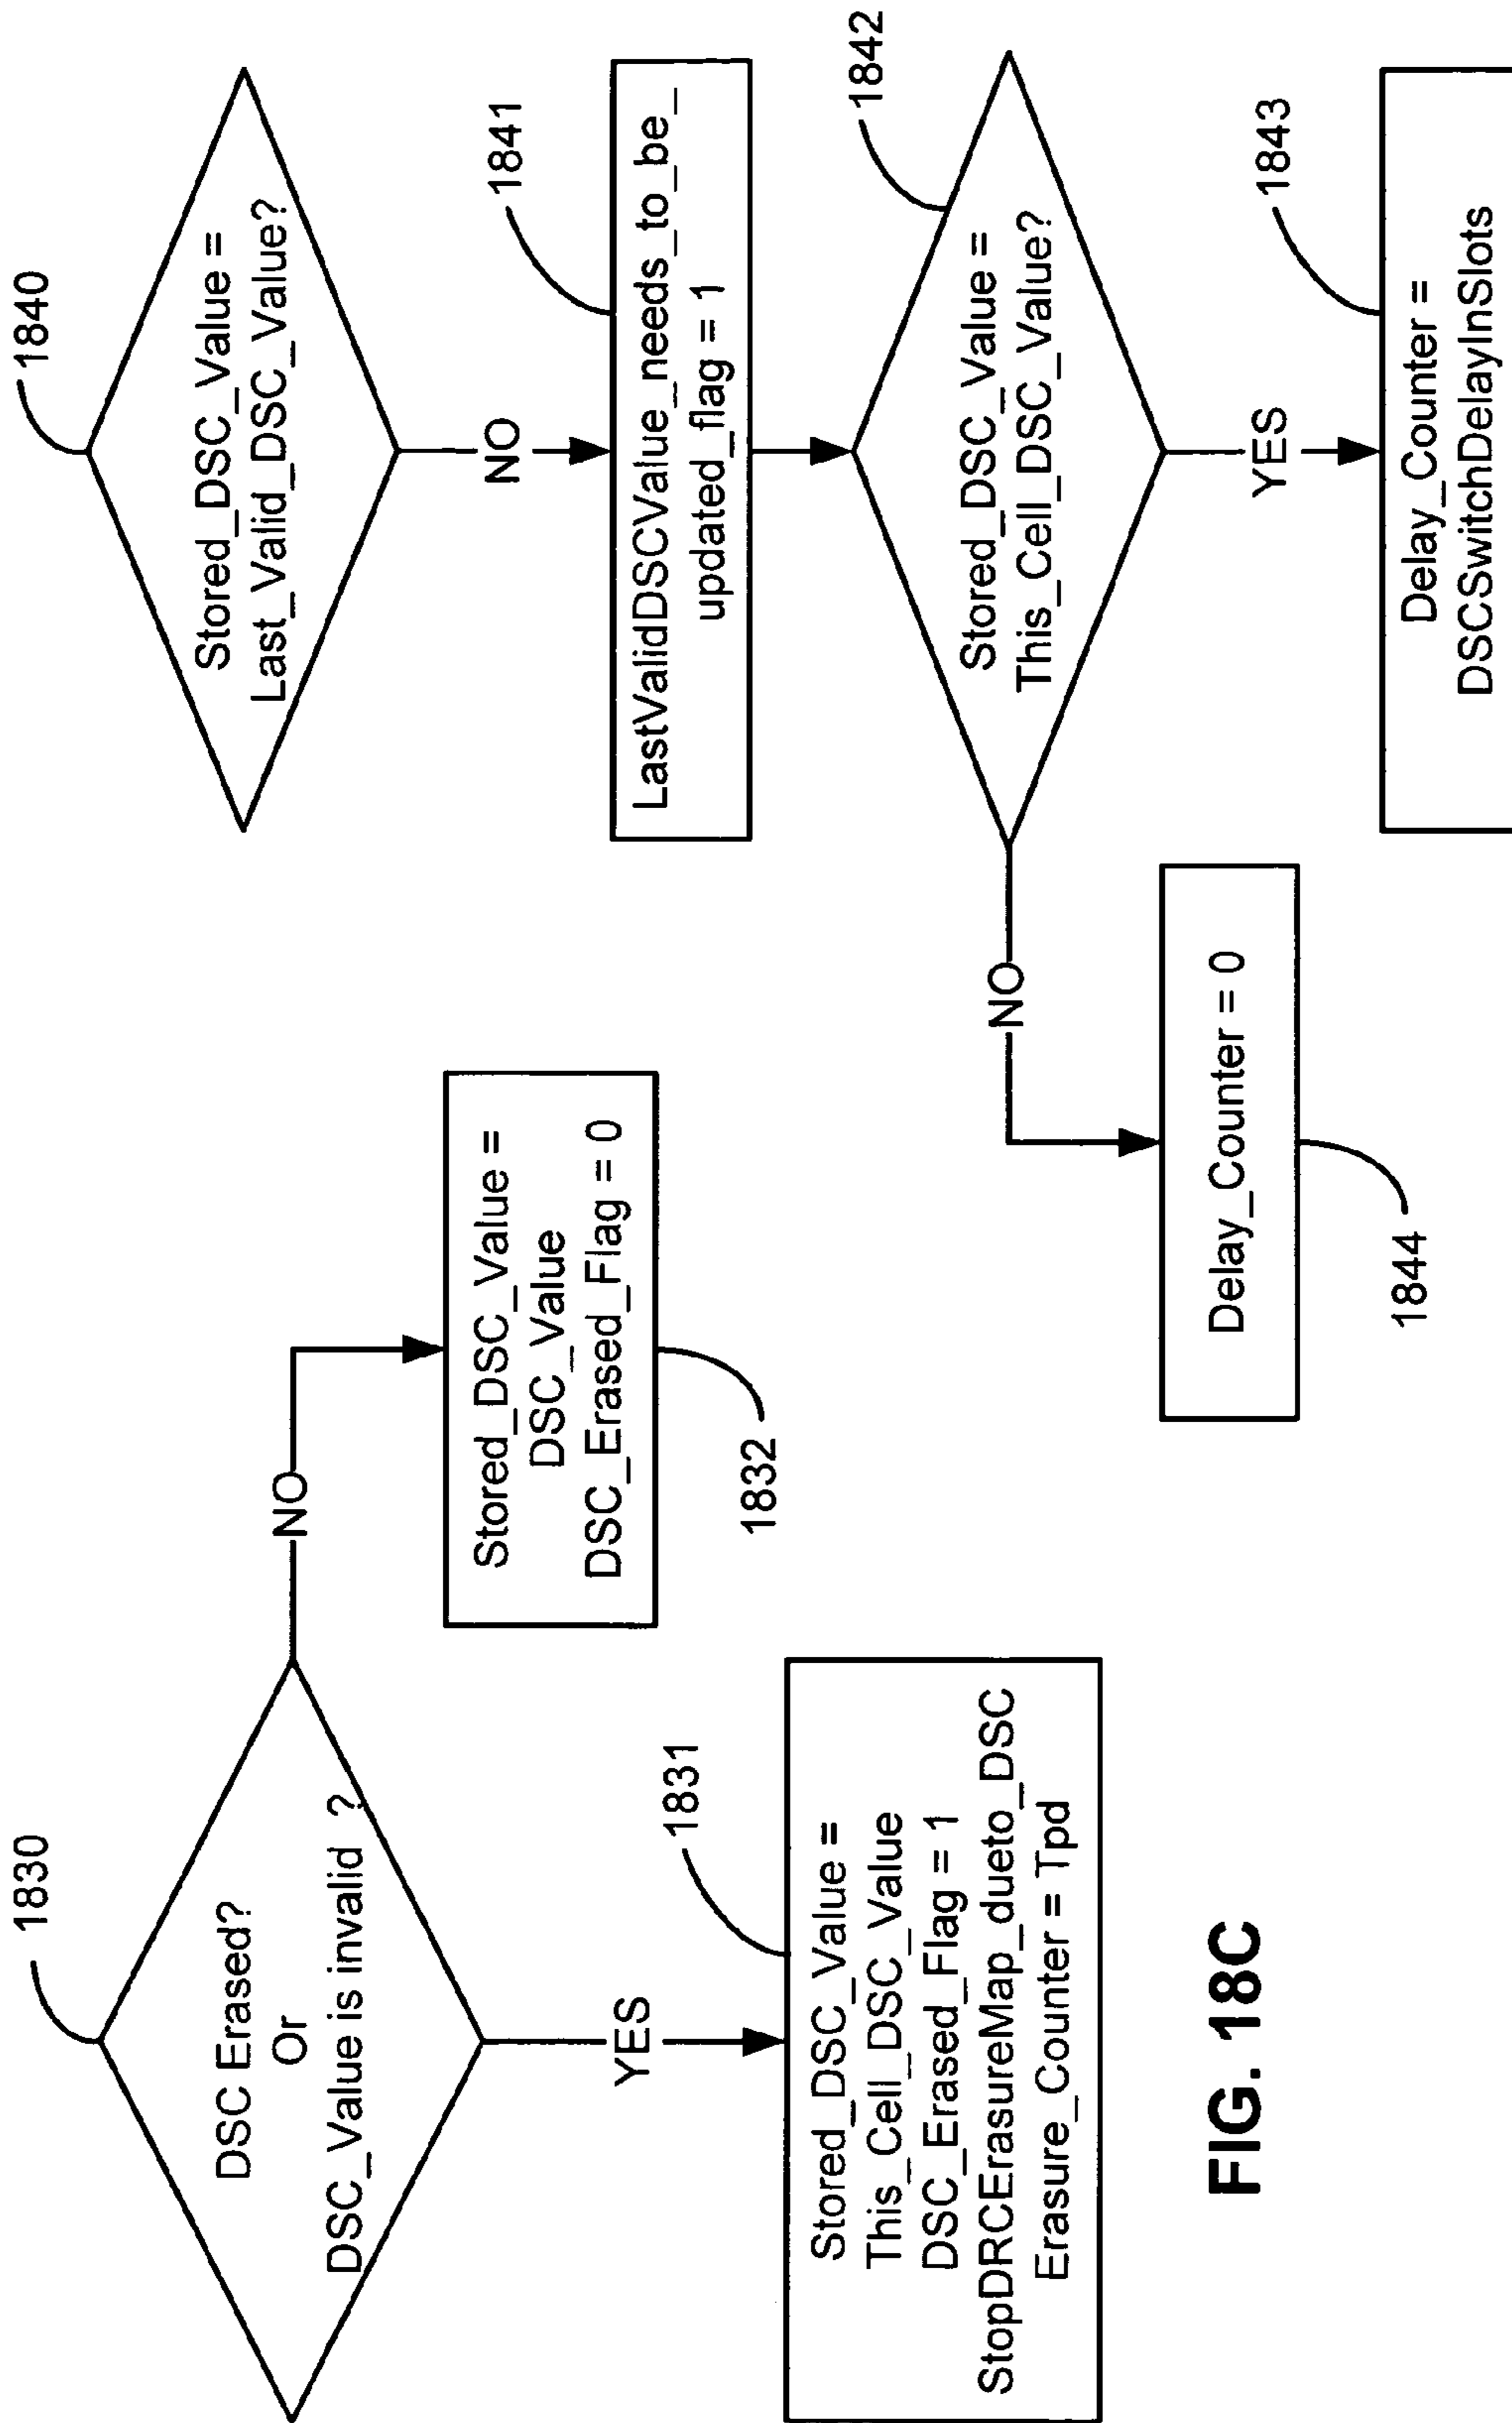 1830
DSC Erased?
Or
DSC_Value is invalid ?
NO
YES
1831
Stored_DSC_Value =
This_Cell_DSC_Value
DSC_Erased_Flag = 1
StopDRCErasureMap_dueto_DSC
Erasure_Counter = Tpd
Stored_DSC_Value =
DSC_Value
DSC_Erased_Flag = 0
1832
1840
Stored_DSC_Value =
Last_Valid_DSC_Value?
NO
1841
LastValidDSCValue_needs_to_be_
updated_flag = 1
1842
Stored_DSC_Value =
This_Cell_DSC_Value?
NO
YES
Delay_Counter = 0
1844
1843
Delay_Counter =
DSCSwitchDelayInSlots
FIG. 18C